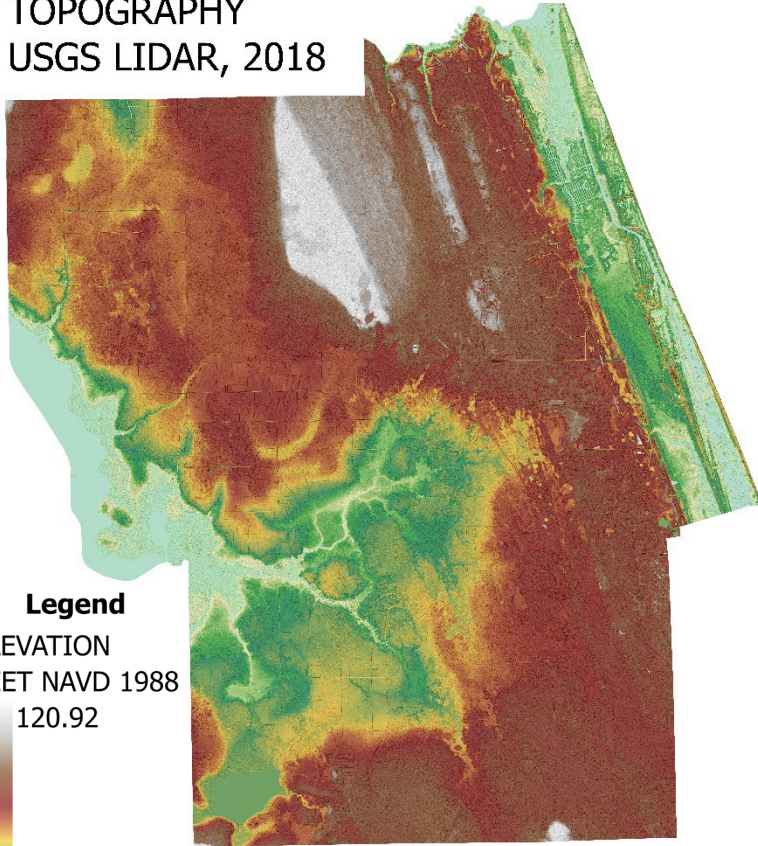 TOPOGRAPHY
USGS LIDAR, 2018
Legend
EVATION
ET NAVD 1988
120.92